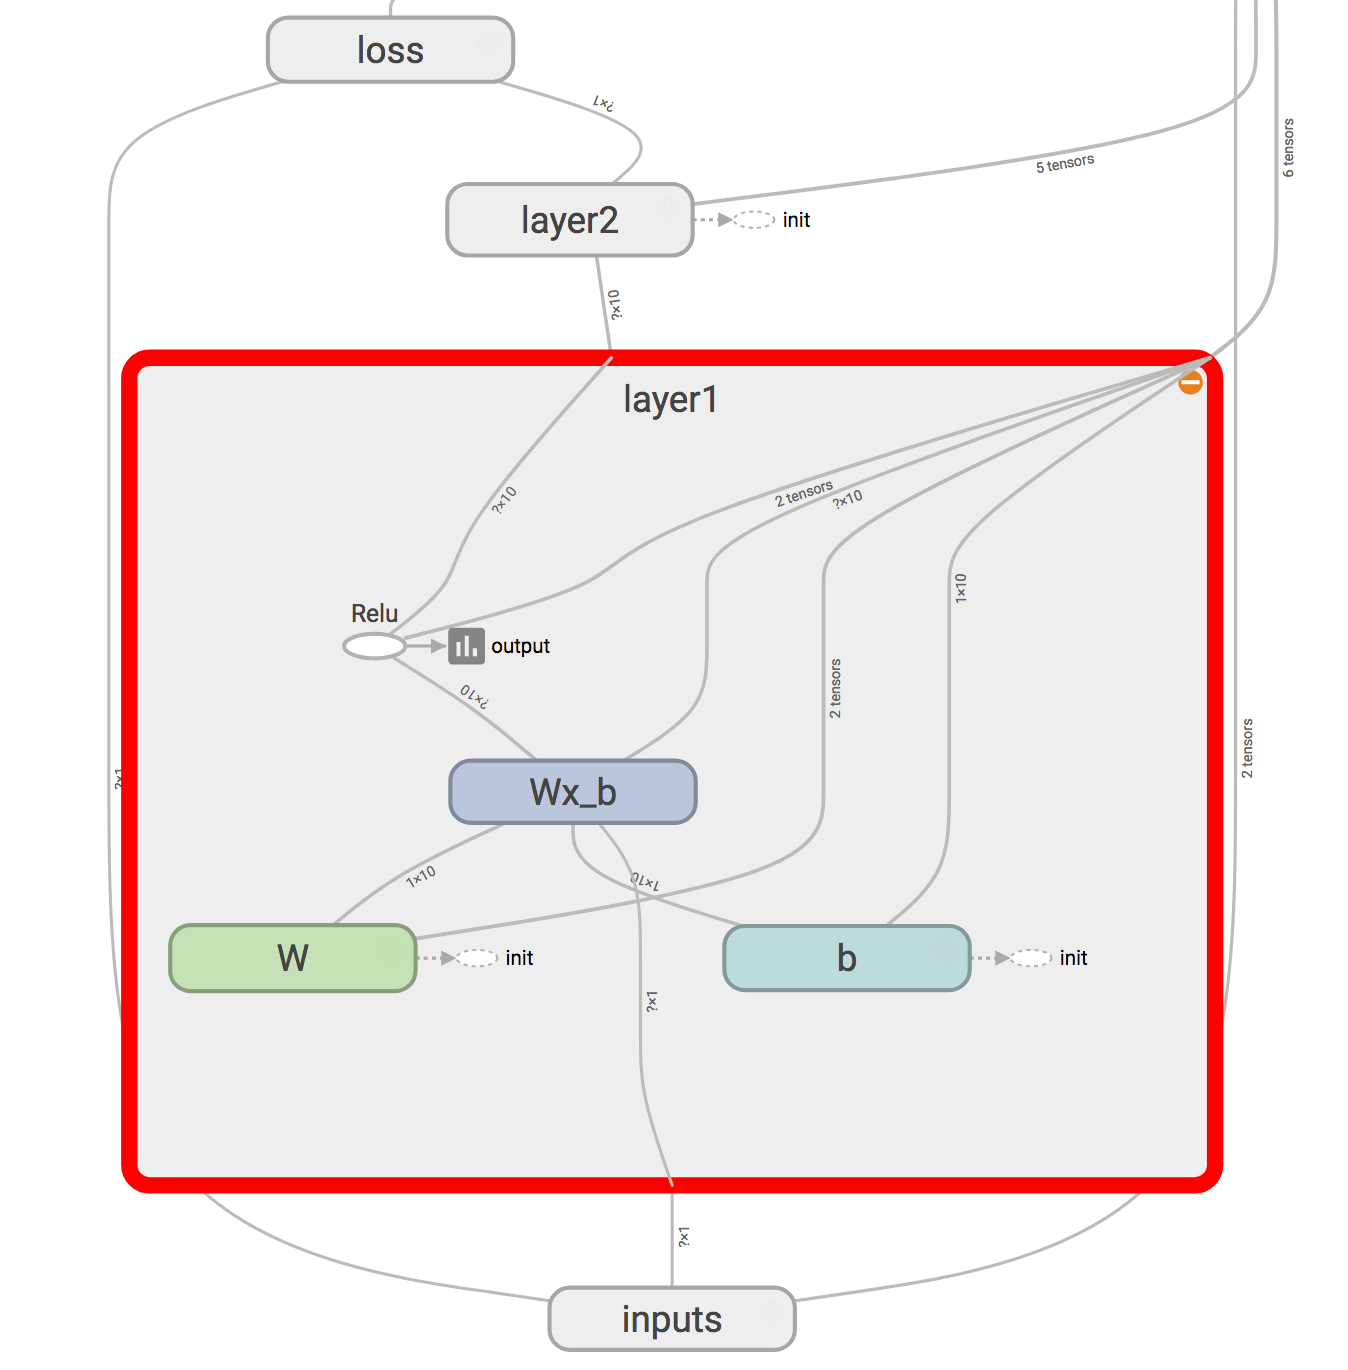 loss
?×1
5 tensors
6 tensors
layer2
init
?×10
layer1
2 tensors
?×10
?×10
1×10
Relu
output
?×10
2 tensors
2 tensors
?×1
Wx_b
1×10
1×10
W
init
b
init
?×1
?×1
inputs